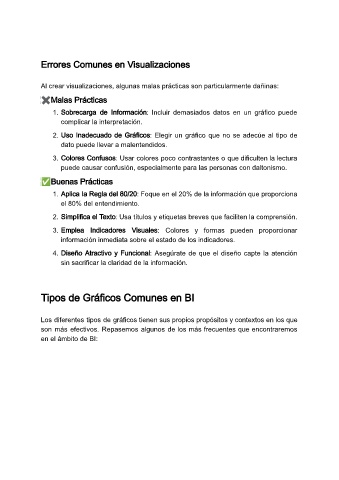 Errores Comunes en Visualizaciones
Al crear visualizaciones, algunas malas prácticas son particularmente dañinas:
❌Malas Prácticas
1. Sobrecarga de Información: Incluir demasiados datos en un gráfico puede
complicar la interpretación.
2. Uso Inadecuado de Gráficos: Elegir un gráfico que no se adecúe al tipo de
dato puede llevar a malentendidos.
3. Colores Confusos: Usar colores poco contrastantes o que dificulten la lectura
puede causar confusión, especialmente para las personas con daltonismo.
✅Buenas Prácticas
1. Aplica la Regla del 80/20: Foque en el 20% de la información que proporciona
el 80% del entendimiento.
2. Simplifica el Texto: Usa títulos y etiquetas breves que faciliten la comprensión.
3. Emplea Indicadores Visuales: Colores y formas pueden proporcionar
información inmediata sobre el estado de los indicadores.
4. Diseño Atractivo y Funcional: Asegúrate de que el diseño capte la atención
sin sacrificar la claridad de la información.
Tipos de Gráficos Comunes en BI
Los diferentes tipos de gráficos tienen sus propios propósitos y contextos en los que
son más efectivos. Repasemos algunos de los más frecuentes que encontraremos
en el ámbito de BI: